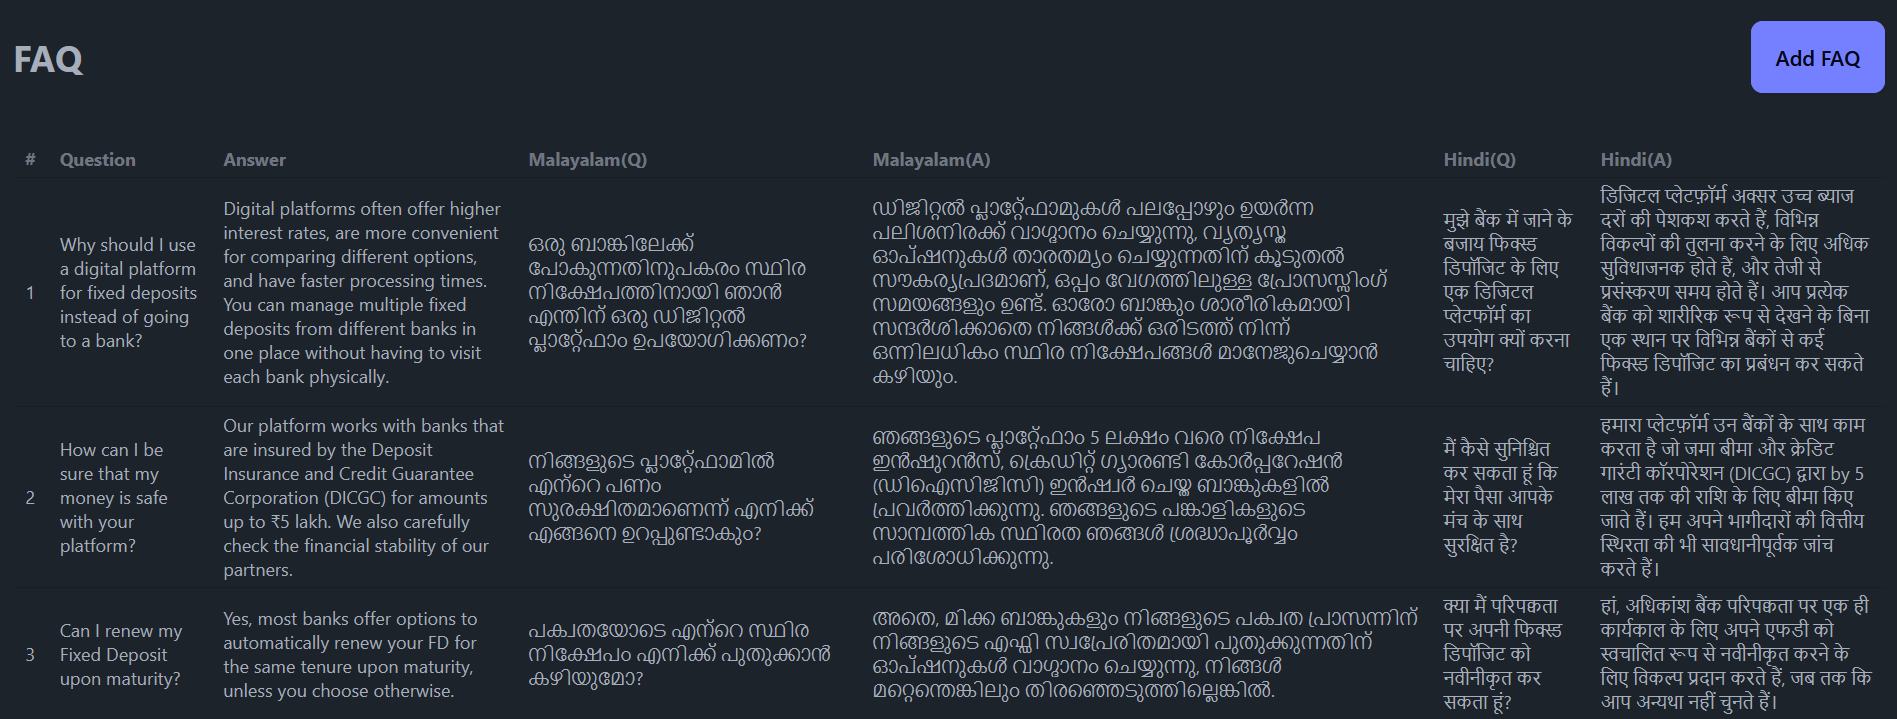 FAQ
Add FAQ
# Question Answer Malayalam(Q) Malayalam(A) Hindi(Q) Hindi(A)
1
Why should I use
a digital platform
for fixed deposits
instead of going
to a bank?
Digital platforms often offer higher
interest rates, are more convenient
for comparing different options,
and have faster processing times.
You can manage multiple fixed
deposits from different banks in
one place without having to visit
each bank physically.
ഒരു ബാങ്കിലേക്ക്
പോകുന്നതിനുപകരം സ്ഥിര
നിക്ഷേപത്തിനായി ഞാൻ
എന്തിന് ഒരു ഡിജിറ്റൽ
പ്ലാറ്റ്ഫോം ഉപയോഗിക്കണം?
ഡിജിറ്റൽ പ്ലാറ്റ്ഫോമുകൾ പലപ്പോഴും ഉയർന്ന
പലിശനിരക്ക് വാഗ്ദാനം ചെയ്യുന്നു, വ്യത്യസ്ത
ഓപ്ഷനുകൾ താരതമ്യം ചെയ്യുന്നതിന് കൂടുതൽ
സൗകര്യപ്രദമാണ്, ഒപ്പം വേഗത്തിലുള്ള പ്രോസസ്സിംഗ്
സമയങ്ങളും ഉണ്ട്. ഓരോ ബാങ്കും ശാരീരികമായി
സന്ദർശിക്കാതെ നിങ്ങൾക്ക് ഒരിടത്ത് നിന്ന്
ഒന്നിലധികം സ്ഥിര നിക്ഷേപങ്ങൾ മാനേജുചെയ്യാൻ
കഴിയും.
मुझे बैंक में जाने के
बजाय फिक्स्ड
डिपॉजिट के लिए
एक डिजिटल
प्लेटफॉर्म का
उपयोग क्यों करना
चाहिए?
डिजिटल प्लेटफ़ॉर्म अक्सर उच्च ब्याज
दरों की पेशकश करते हैं, विभिन्न
विकल्पों की तुलना करने के लिए अधिक
सुविधाजनक होते हैं, और तेजी से
प्रसंस्करण समय होते हैं। आप प्रत्येक
बैंक को शारीरिक रूप से देखने के बिना
एक स्थान पर विभिन्न बैंकों से कई
फिक्स्ड डिपॉजिट का प्रबंधन कर सकते
हैं।
2
How can I be
sure that my
money is safe
with your
platform?
Our platform works with banks that
are insured by the Deposit
Insurance and Credit Guarantee
Corporation (DICGC) for amounts
up to ₹5 lakh. We also carefully
check the financial stability of our
partners.
നിങ്ങളുടെ പ്ലാറ്റ്ഫോമിൽ
എന്റെ പണം
സുരക്ഷിതമാണെന്ന് എനിക്ക്
എങ്ങനെ ഉറപ്പുണ്ടാകും?
ഞങ്ങളുടെ പ്ലാറ്റ്ഫോം 5 ലക്ഷം വരെ നിക്ഷേപ
ഇൻഷുറൻസ്, ക്രെഡിറ്റ് ഗ്യാരണ്ടി കോർപ്പറേഷൻ
(ഡിഐസിജിസി) ഇൻഷ്വർ ചെയ്ത ബാങ്കുകളിൽ
പ്രവർത്തിക്കുന്നു. ഞങ്ങളുടെ പങ്കാളികളുടെ
സാമ്പത്തിക സ്ഥിരത ഞങ്ങൾ ശ്രദ്ധാപൂർവ്വം
പരിശോധിക്കുന്നു.
मैं कैसे सुनिश्चित
कर सकता हूं कि
मेरा पैसा आपके
मंच के साथ
सुरक्षित है?
हमारा प्लेटफ़ॉर्म उन बैंकों के साथ काम
करता है जो जमा बीमा और क्रेडिट
गारंटी कॉरपोरेशन (DICGC) द्वारा by 5
लाख तक की राशि के लिए बीमा किए
जाते हैं। हम अपने भागीदारों की वित्तीय
स्थिरता की भी सावधानीपूर्वक जांच
करते हैं।
3
Can I renew my
Fixed Deposit
upon maturity?
Yes, most banks offer options to
automatically renew your FD for
the same tenure upon maturity,
unless you choose otherwise.
പക്വതയോടെ എന്റെ സ്ഥിര
നിക്ഷേപം എനിക്ക് പുതുക്കാൻ
കഴിയുമോ?
അതെ, മിക്ക ബാങ്കുകളും നിങ്ങളുടെ പക്വത പ്രാസന്നിന്
നിങ്ങളുടെ എഫ്ഡി സ്വപ്രേരിതമായി പുതുക്കുന്നതിന്
ഓപ്ഷനുകൾ വാഗ്ദാനം ചെയ്യുന്നു, നിങ്ങൾ
മറ്റെന്തെങ്കിലും തിരഞ്ഞെടുത്തില്ലെങ്കിൽ.
क्या मैं परिपक्वता
पर अपनी फिक्स्ड
डिपॉजिट को
नवीनीकृत कर
सकता हूं?
हां, अधिकांश बैंक परिपक्वता पर एक ही
कार्यकाल के लिए अपने एफडी को
स्वचालित रूप से नवीनीकृत करने के
लिए विकल्प प्रदान करते हैं, जब तक कि
आप अन्यथा नहीं चुनते हैं।